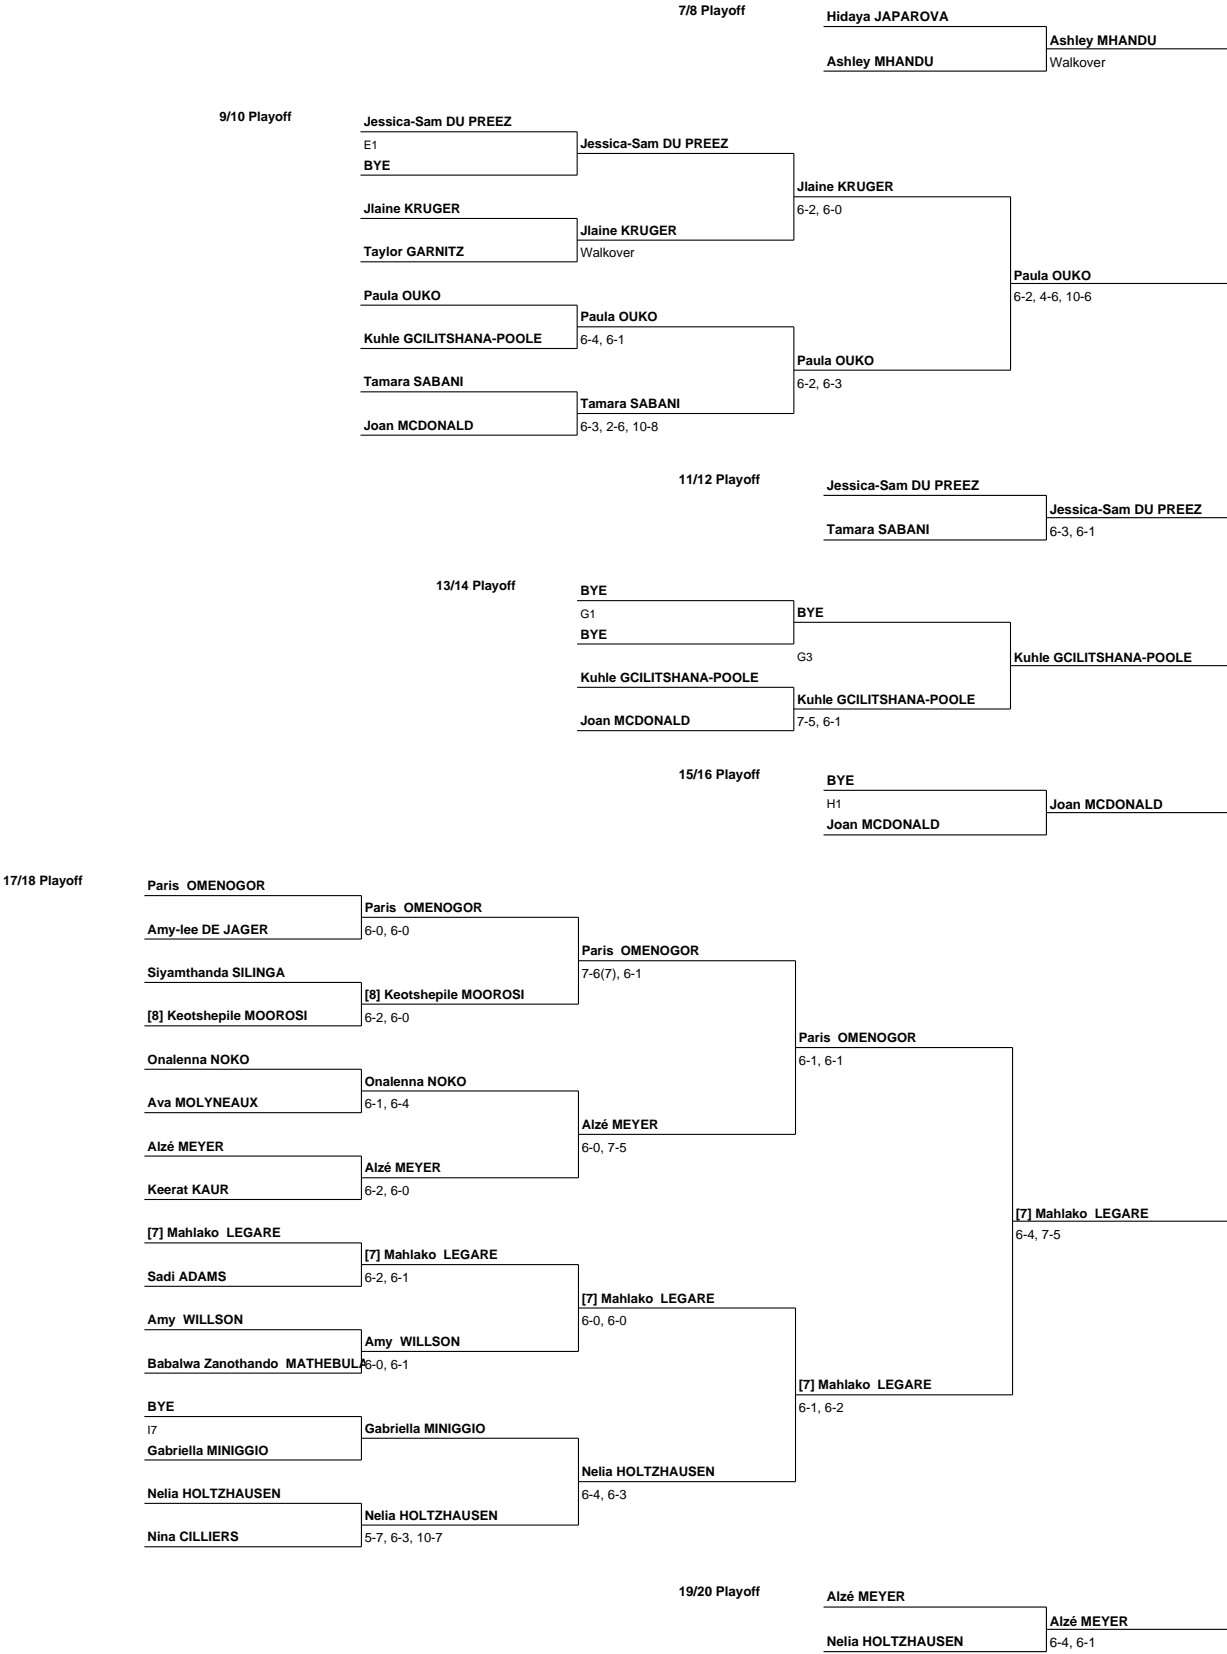 7/8 Playoff
Hidaya JAPAROVA
Ashley MHANDU
Ashley MHANDU
Walkover
9/10 Playoff
Jessica-Sam DU PREEZ
E1
Jessica-Sam DU PREEZ
BYE
Jlaine KRUGER
6-2, 6-0
Jlaine KRUGER
Jlaine KRUGER
Taylor GARNITZ
Walkover
Paula OUKO
6-2, 4-6, 10-6
Paula OUKO
Paula OUKO
Kuhle GCILITSHANA-POOLE
6-4, 6-1
Paula OUKO
6-2, 6-3
Tamara SABANI
Tamara SABANI
Joan MCDONALD
6-3, 2-6, 10-8
11/12 Playoff
Jessica-Sam DU PREEZ
Jessica-Sam DU PREEZ
Tamara SABANI
6-3, 6-1
13/14 Playoff
BYE
G1
BYE
BYE
G3
Kuhle GCILITSHANA-POOLE
Kuhle GCILITSHANA-POOLE
Kuhle GCILITSHANA-POOLE
Joan MCDONALD
7-5, 6-1
15/16 Playoff
BYE
H1
Joan MCDONALD
Joan MCDONALD
17/18 Playoff
Paris OMENOGOR
Paris OMENOGOR
Amy-lee DE JAGER
6-0, 6-0
Paris OMENOGOR
7-6(7), 6-1
Siyamthanda SILINGA
[8] Keotshepile MOOROSI
[8] Keotshepile MOOROSI
6-2, 6-0
Paris OMENOGOR
6-1, 6-1
Onalenna NOKO
Onalenna NOKO
Ava MOLYNEAUX
6-1, 6-4
Alzé MEYER
6-0, 7-5
Alzé MEYER
Alzé MEYER
Keerat KAUR
6-2, 6-0
[7] Mahlako LEGARE
6-4, 7-5
[7] Mahlako LEGARE
[7] Mahlako LEGARE
Sadi ADAMS
6-2, 6-1
[7] Mahlako LEGARE
6-0, 6-0
Amy WILLSON
Amy WILLSON
Babalwa Zanothando MATHEBULA
6-0, 6-1
[7] Mahlako LEGARE
6-1, 6-2
BYE
I7
Gabriella MINIGGIO
Gabriella MINIGGIO
Nelia HOLTZHAUSEN
6-4, 6-3
Nelia HOLTZHAUSEN
Nelia HOLTZHAUSEN
Nina CILLIERS
5-7, 6-3, 10-7
19/20 Playoff
Alzé MEYER
Alzé MEYER
Nelia HOLTZHAUSEN
6-4, 6-1